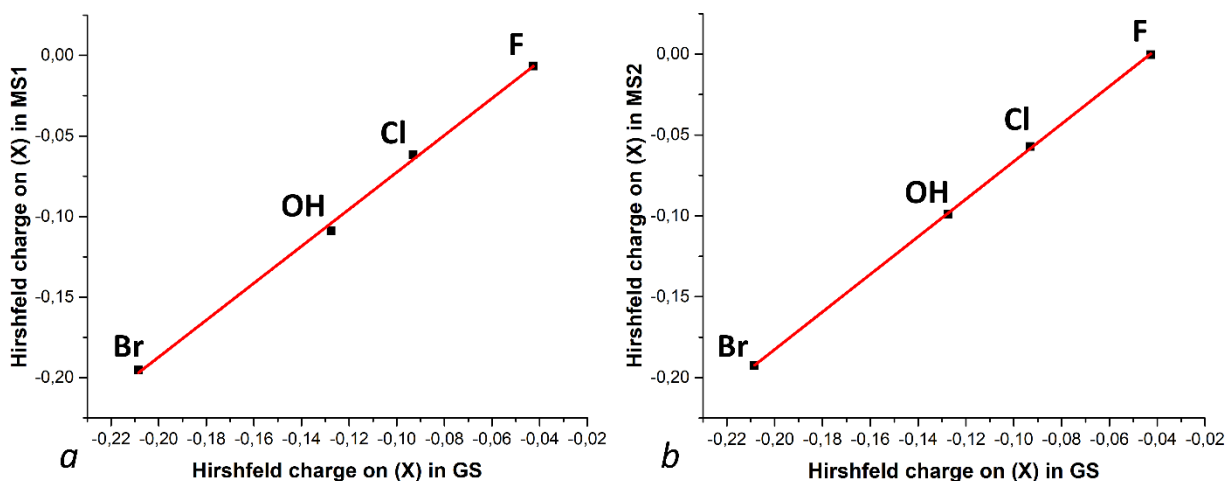 Hirshfeld charge on (X) in MS1
0,00
-0,05
-0,10
-0,15
-0,20
F
Cl
OH
Br
-0,22 -0,20 -0,18 -0,16 -0,14 -0,12 -0,10 -0,08 -0,06 -0,04 -0,02
a
Hirshfeld charge on (X) in GS
Hirshfeld charge on (X) in MS2
0,00
-0,05
-0,10
-0,15
-0,20
F
Cl
OH
Br
-0,22 -0,20 -0,18 -0,16 -0,14 -0,12 -0,10 -0,08 -0,06 -0,04 -0,02
b
Hirshfeld charge on (X) in GS